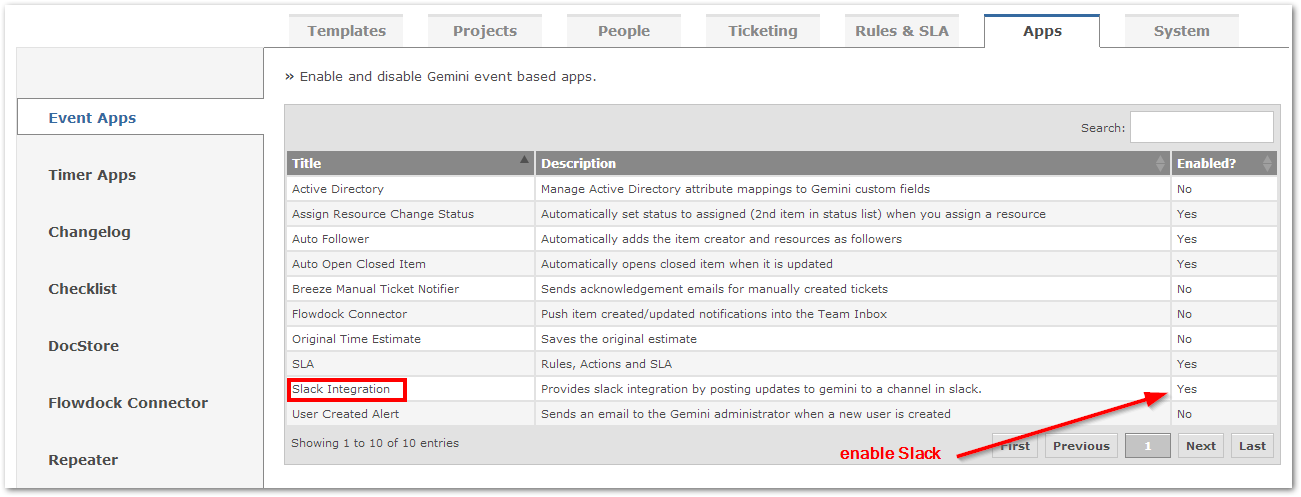 Templates Projects People Ticketing Rules & SLA Apps System
» Enable and disable Gemini event based apps.
Event Apps
Timer Apps
Changelog
Checklist
DocStore
Flowdock Connector
Repeater
Search:
Title Description Enabled?
Active Directory Manage Active Directory attribute mappings to Gemini custom fields No
Assign Resource Change Status Automatically set status to assigned (2nd item in status list) when you assign a resource Yes
Auto Follower Automatically adds the item creator and resources as followers Yes
Auto Open Closed Item Automatically opens closed item when it is updated Yes
Breeze Manual Ticket Notifier Sends acknowledgement emails for manually created tickets No
Flowdock Connector Push item created/updated notifications into the Team Inbox No
Original Time Estimate Saves the original estimate No
SLA Rules, Actions and SLA Yes
Slack Integration Provides slack integration by posting updates to gemini to a channel in slack. Yes
User Created Alert Sends an email to the Gemini administrator when a new user is created No
Showing 1 to 10 of 10 entries First Previous 1 Next Last
enable Slack